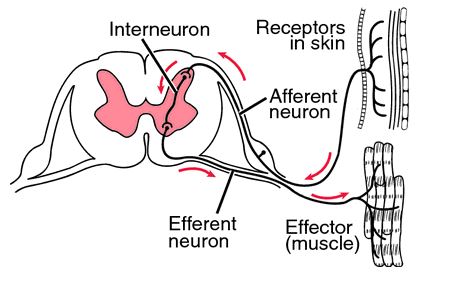 Interneuron
Receptors
in skin
Afferent
neuron
Efferent
neuron
Effector
(muscle)